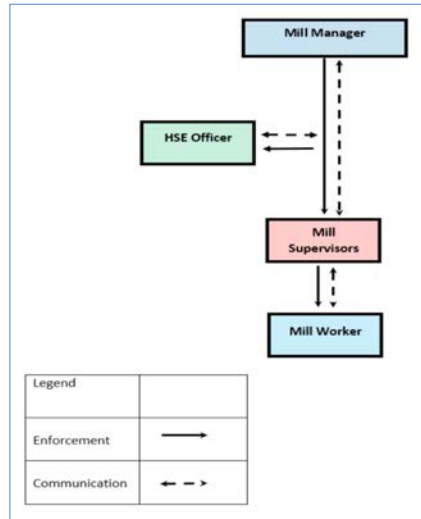 Mill Manager
HSE Officer
Mill
Supervisors
Mill Worker
Legend
Enforcement
Communication